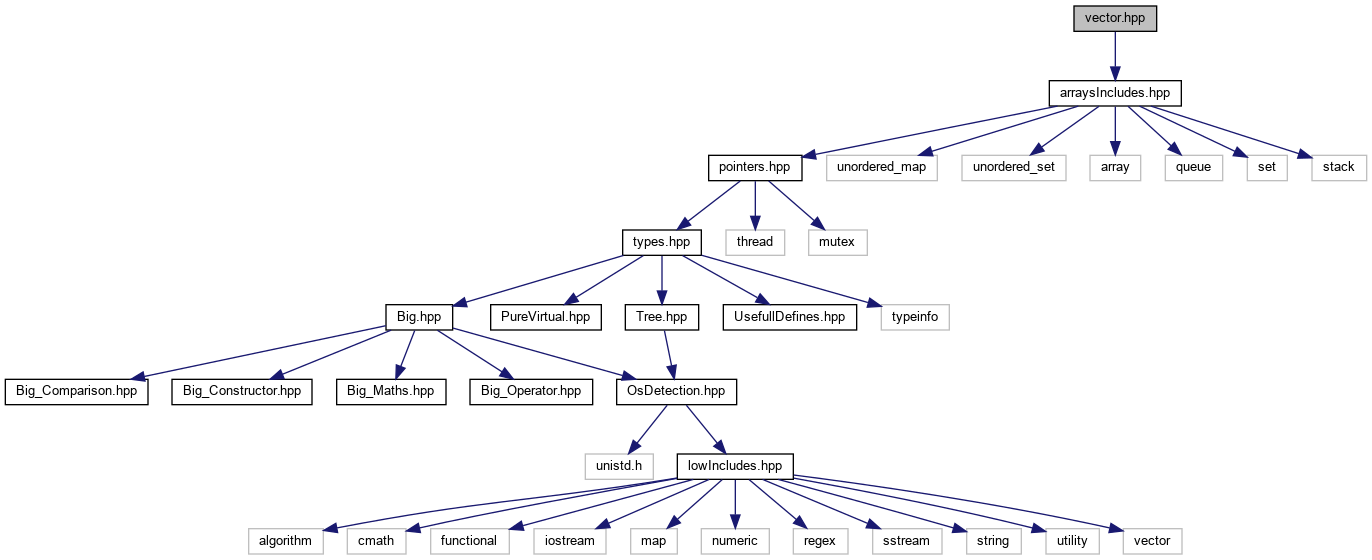 vector.hpp
arraysIncludes.hpp
pointers.hpp
unordered_map
unordered_set
array
queue
set
stack
types.hpp
thread
mutex
Big.hpp
PureVirtual.hpp
Tree.hpp
UsefullDefines.hpp
typeinfo
Big_Comparison.hpp
Big_Constructor.hpp
Big_Maths.hpp
Big_Operator.hpp
OsDetection.hpp
unistd.h
lowIncludes.hpp
algorithm
cmath
functional
iostream
map
numeric
regex
sstream
string
utility
vector